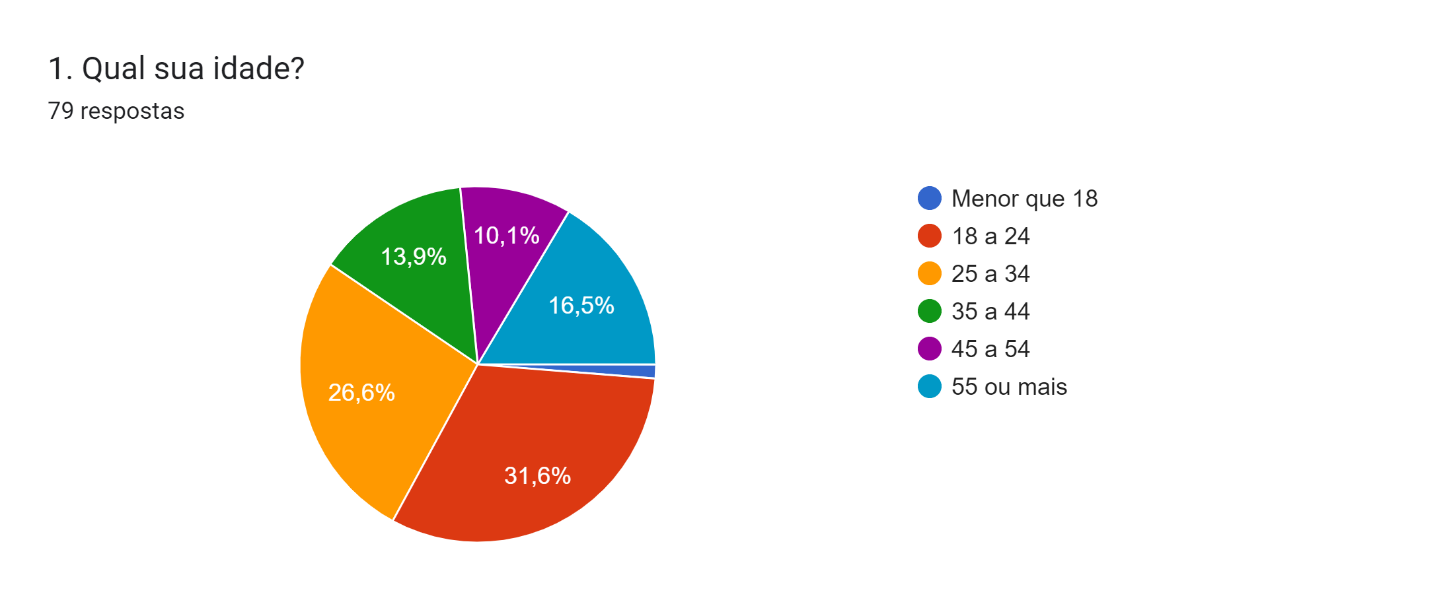 1. Qual sua idade?
79 respostas
10,1%
13,9%
16,5%
26,6%
31,6%
Menor que 18
18 a 24
25 a 34
35 a 44
45 a 54
55 ou mais